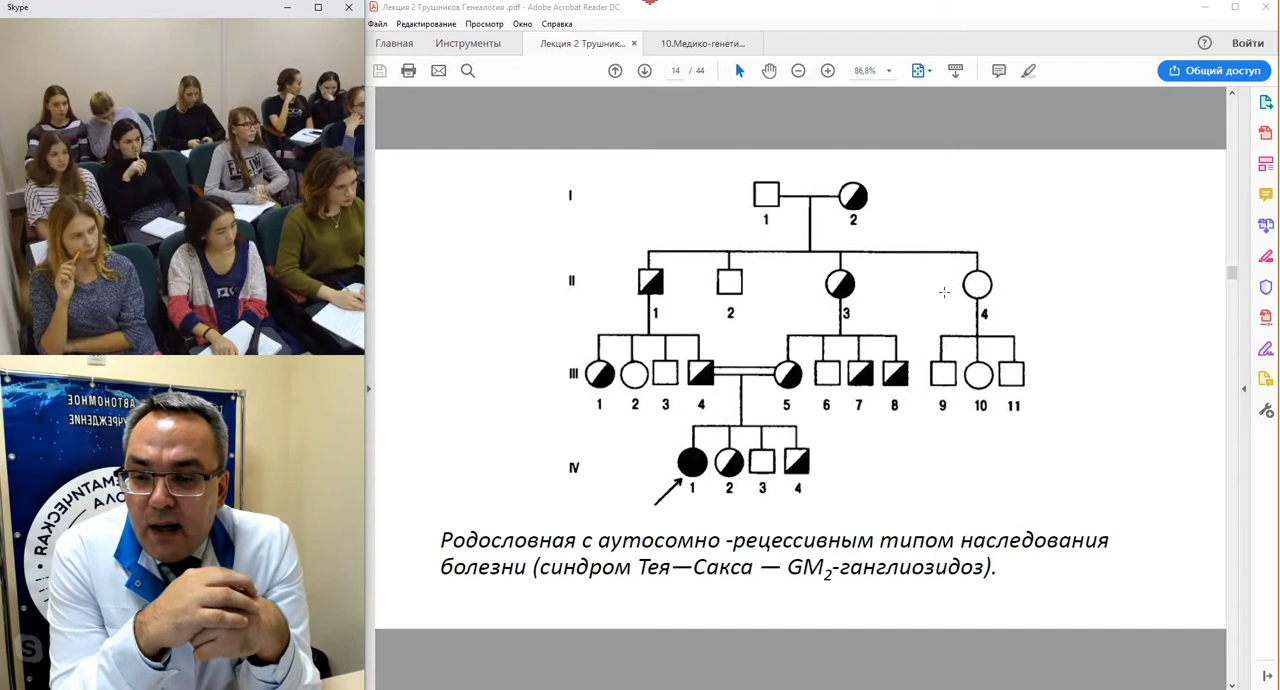 Skype
Лекция 2 Трушников Генеалогия .pdf - Adobe Acrobat Reader DC
Файл Редактирование Просмотр Окно Справка
Главная Инструменты Лекция 2 Трушник... × 10.Медико-генети... Войти
14 / 44 86,8% Общий доступ
I
1 2
II
1 2 3 4
III
1 2 3 4 5 6 7 8 9 10 11
IV
1 2 3 4
Родословная с аутосомно -рецессивным типом наследования
болезни (синдром Тея—Сакса — GM2-ганглиозидоз).
АВТОНОМНОЕ
УЧРЕЖДЕНИЕ